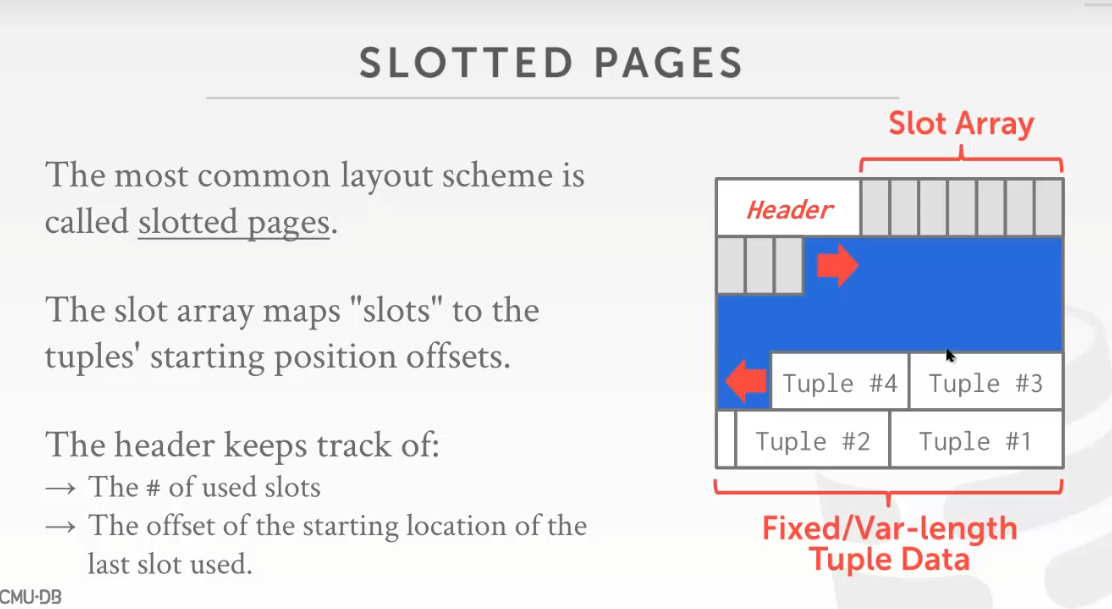 SLOTTED PAGES
The most common layout scheme is
called slotted pages.
The slot array maps "slots" to the
tuples' starting position offsets.
The header keeps track of:
→ The # of used slots
→ The offset of the starting location of the
last slot used.
Slot Array
Header
Tuple #4 Tuple #3
Tuple #2 Tuple #1
Fixed/Var-length
Tuple Data
CMU·DB